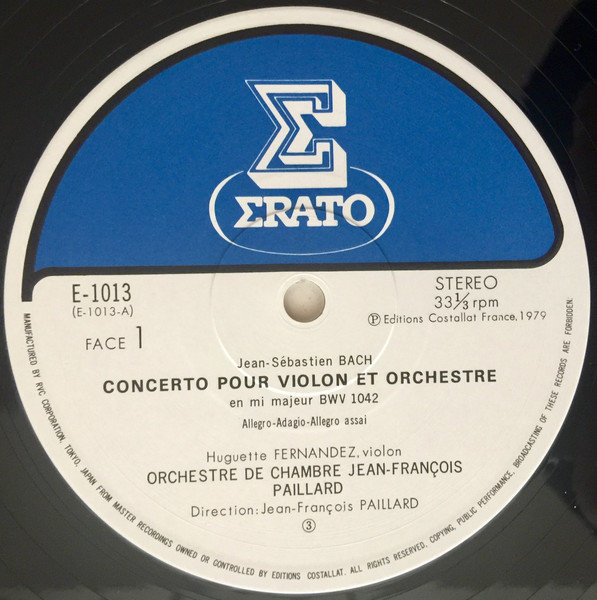 ΣRATO
E-1013
(E-1013-A)
FACE 1
STEREO
33 1/3 rpm
Ⓟ Editions Costallat France, 1979
Jean-Sébastien BACH
CONCERTO POUR VIOLON ET ORCHESTRE
en mi majeur BWV 1042
Allegro-Adagio-Allegro assai
Huguette FERNANDEZ, violon
ORCHESTRE DE CHAMBRE JEAN-FRANÇOIS
PAILLARD
Direction: Jean-François PAILLARD
③
MANUFACTURED BY RVC CORPORATION, TOKYO, JAPAN FROM MASTER RECORDINGS OWNED OR CONTROLLED BY EDITIONS COSTALLAT. ALL RIGHTS RESERVED, COPYING, PUBLIC PERFORMANCE, BROADCASTING OF THESE RECORDS ARE FORBIDDEN.